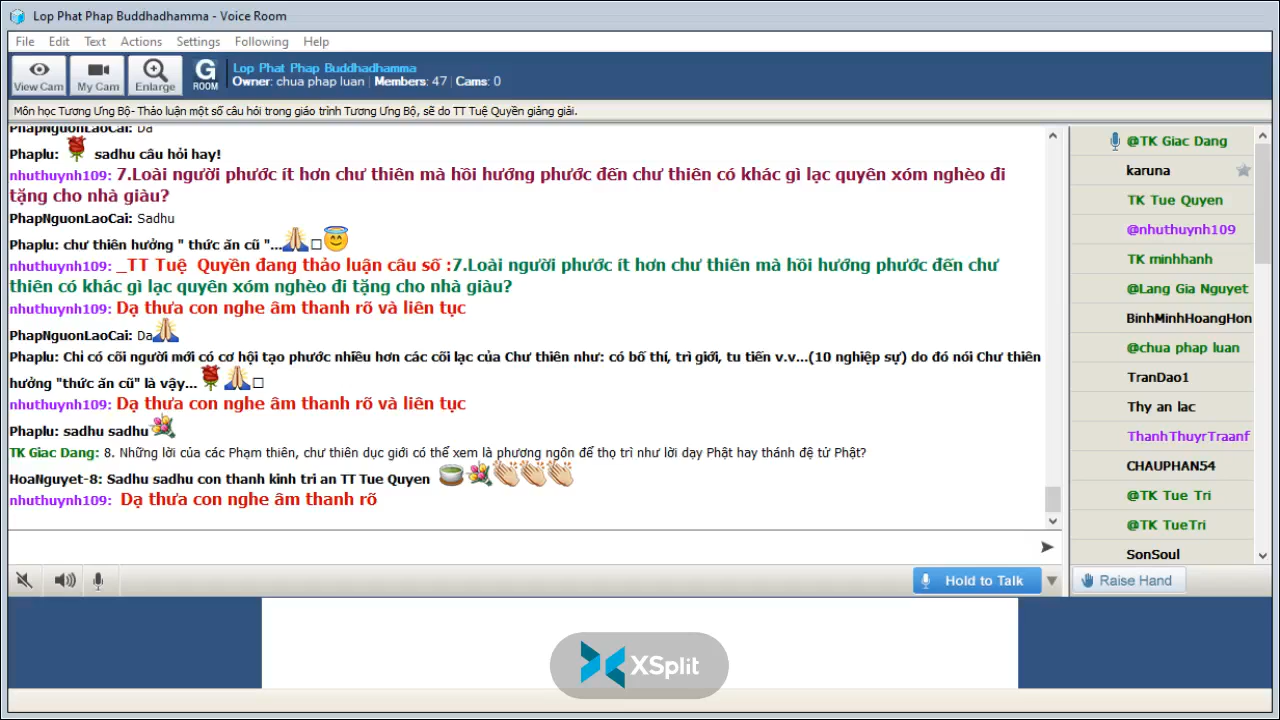 Lop Phat Phap Buddhadhamma - Voice Room
File Edit Text Actions Settings Following Help
View Cam My Cam Enlarge G ROOM
Lop Phat Phap Buddhadhamma
Owner: chua phap luan | Members: 47 | Cams: 0
Môn học Tương Ưng Bộ- Thảo luận một số câu hỏi trong giáo trình Tương Ưng Bộ, sẽ do TT Tuệ Quyền giảng giải.
PhapNguonLaoCai: Da
Phaplu: sadhu câu hỏi hay!
nhuthuynh109: 7.Loài người phước ít hơn chư thiên mà hồi hướng phước đến chư thiên có khác gì lạc quyên xóm nghèo đi
tặng cho nhà giàu?
PhapNguonLaoCai: Sadhu
Phaplu: chư thiên hưởng " thức ăn cũ "...
nhuthuynh109: _TT Tuệ Quyền đang thảo luận câu số :7.Loài người phước ít hơn chư thiên mà hồi hướng phước đến chư
thiên có khác gì lạc quyên xóm nghèo đi tặng cho nhà giàu?
nhuthuynh109: Dạ thưa con nghe âm thanh rõ và liên tục
PhapNguonLaoCai: Da
Phaplu: Chỉ có cõi người mới có cơ hội tạo phước nhiều hơn các cõi lạc của Chư thiên như: có bố thí, trì giới, tu tiến v.v...(10 nghiệp sự) do đó nói Chư thiên
hưởng "thức ăn cũ" là vậy...
nhuthuynh109: Dạ thưa con nghe âm thanh rõ và liên tục
Phaplu: sadhu sadhu
TK Giac Dang: 8. Những lời của các Phạm thiên, chư thiên dục giới có thể xem là phương ngôn để thọ trì như lời dạy Phật hay thánh đệ tử Phật?
HoaNguyet-8: Sadhu sadhu con thanh kinh tri an TT Tue Quyen
nhuthuynh109: Dạ thưa con nghe âm thanh rõ
@TK Giac Dang
karuna
TK Tue Quyen
@nhuthuynh109
TK minhhanh
@Lang Gia Nguyet
BinhMinhHoangHon
@chua phap luan
TranDao1
Thy an lac
ThanhThuyrTraanf
CHAUPHAN54
@TK Tue Tri
@TK TueTri
SonSoul
Hold to Talk
Raise Hand
XSplit